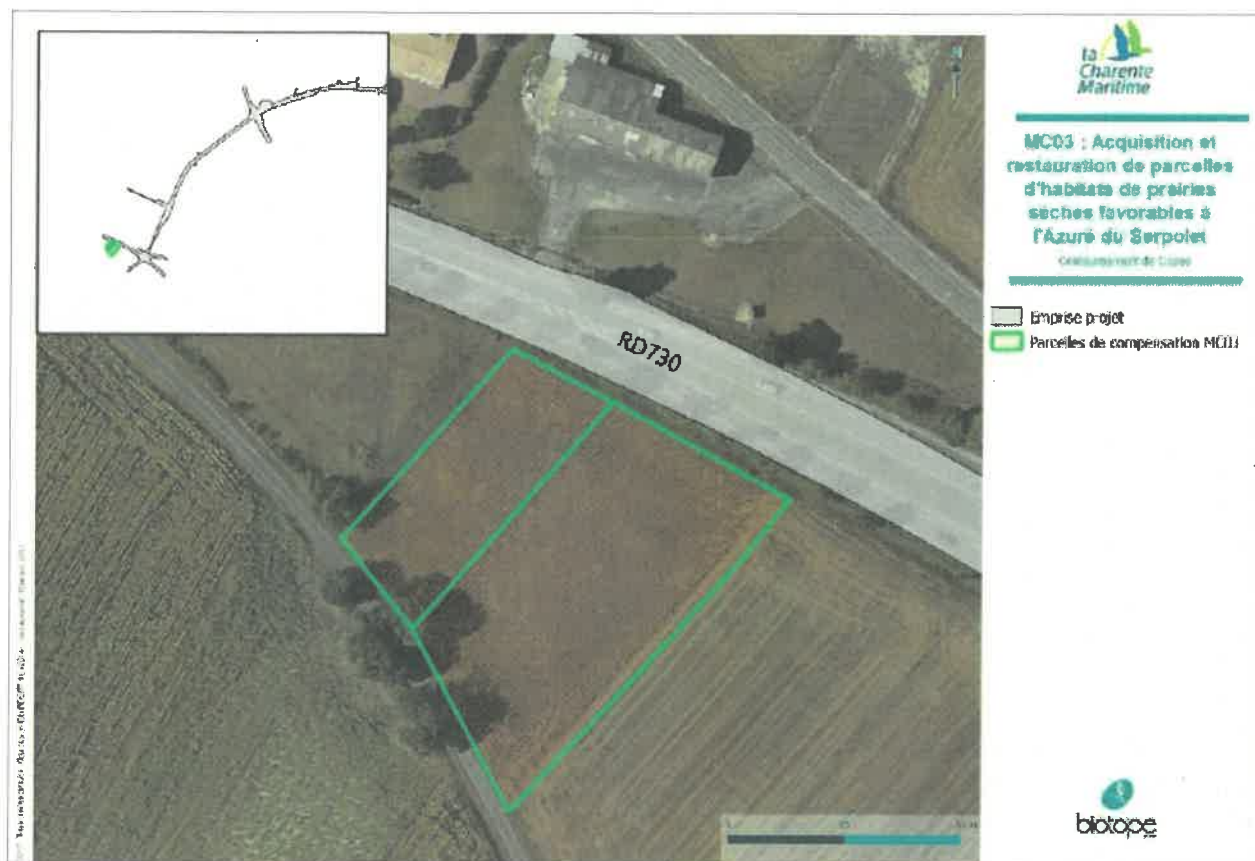 la
Charente
Maritime
MC03 : Acquisition et
restauration de parcelles
d'habitats de prairies
sèches favorables à
l'Azuré du Serpolet
Emprise projet
Parcelles de compensation MC03
RD730
N
biotope